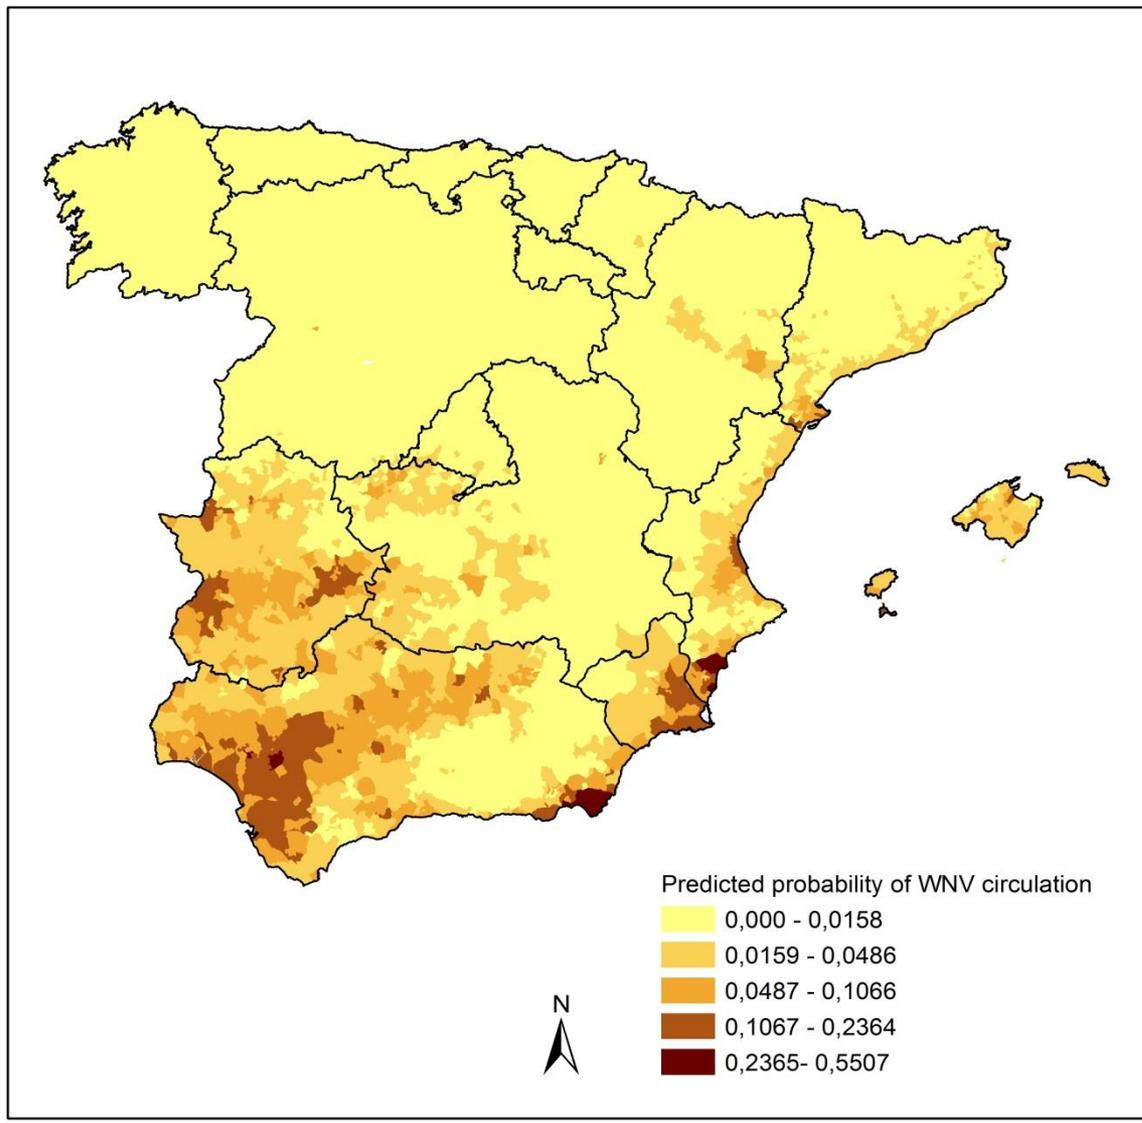 Predicted probability of WNV circulation
0,000 - 0,0158
0,0159 - 0,0486
0,0487 - 0,1066
0,1067 - 0,2364
0,2365- 0,5507
N